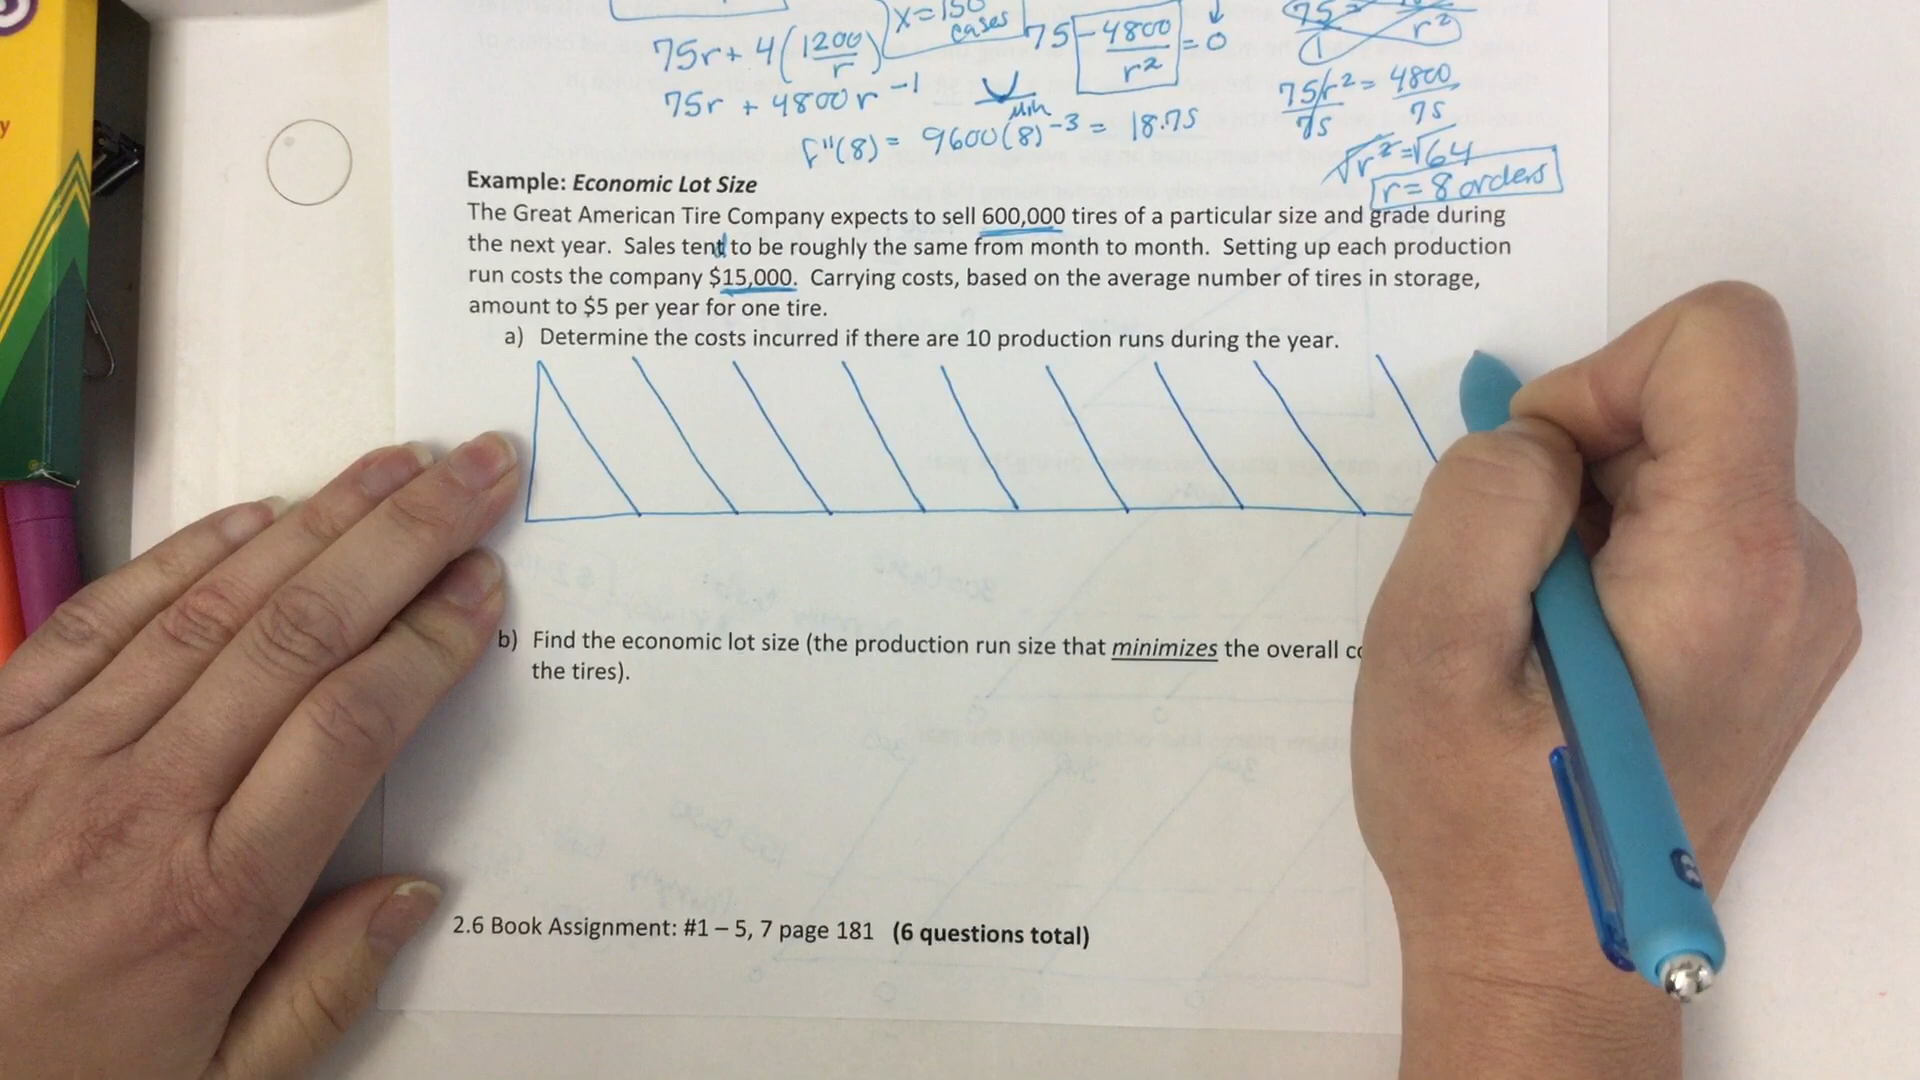 x=150
cases
75r + 4(1200/r)
75 - 4800/r² = 0
75r + 4800r⁻¹
min
f"(8) = 9600(8)⁻³ = 18.75
75 =
r²
1
75r² = 4800
75 75
√r² = √64
r = 8 orders
Example: Economic Lot Size
The Great American Tire Company expects to sell 600,000 tires of a particular size and grade during
the next year. Sales tend to be roughly the same from month to month. Setting up each production
run costs the company $15,000. Carrying costs, based on the average number of tires in storage,
amount to $5 per year for one tire.
a) Determine the costs incurred if there are 10 production runs during the year.
b) Find the economic lot size (the production run size that minimizes the overall
the tires).
2.6 Book Assignment: #1 – 5, 7 page 181 (6 questions total)